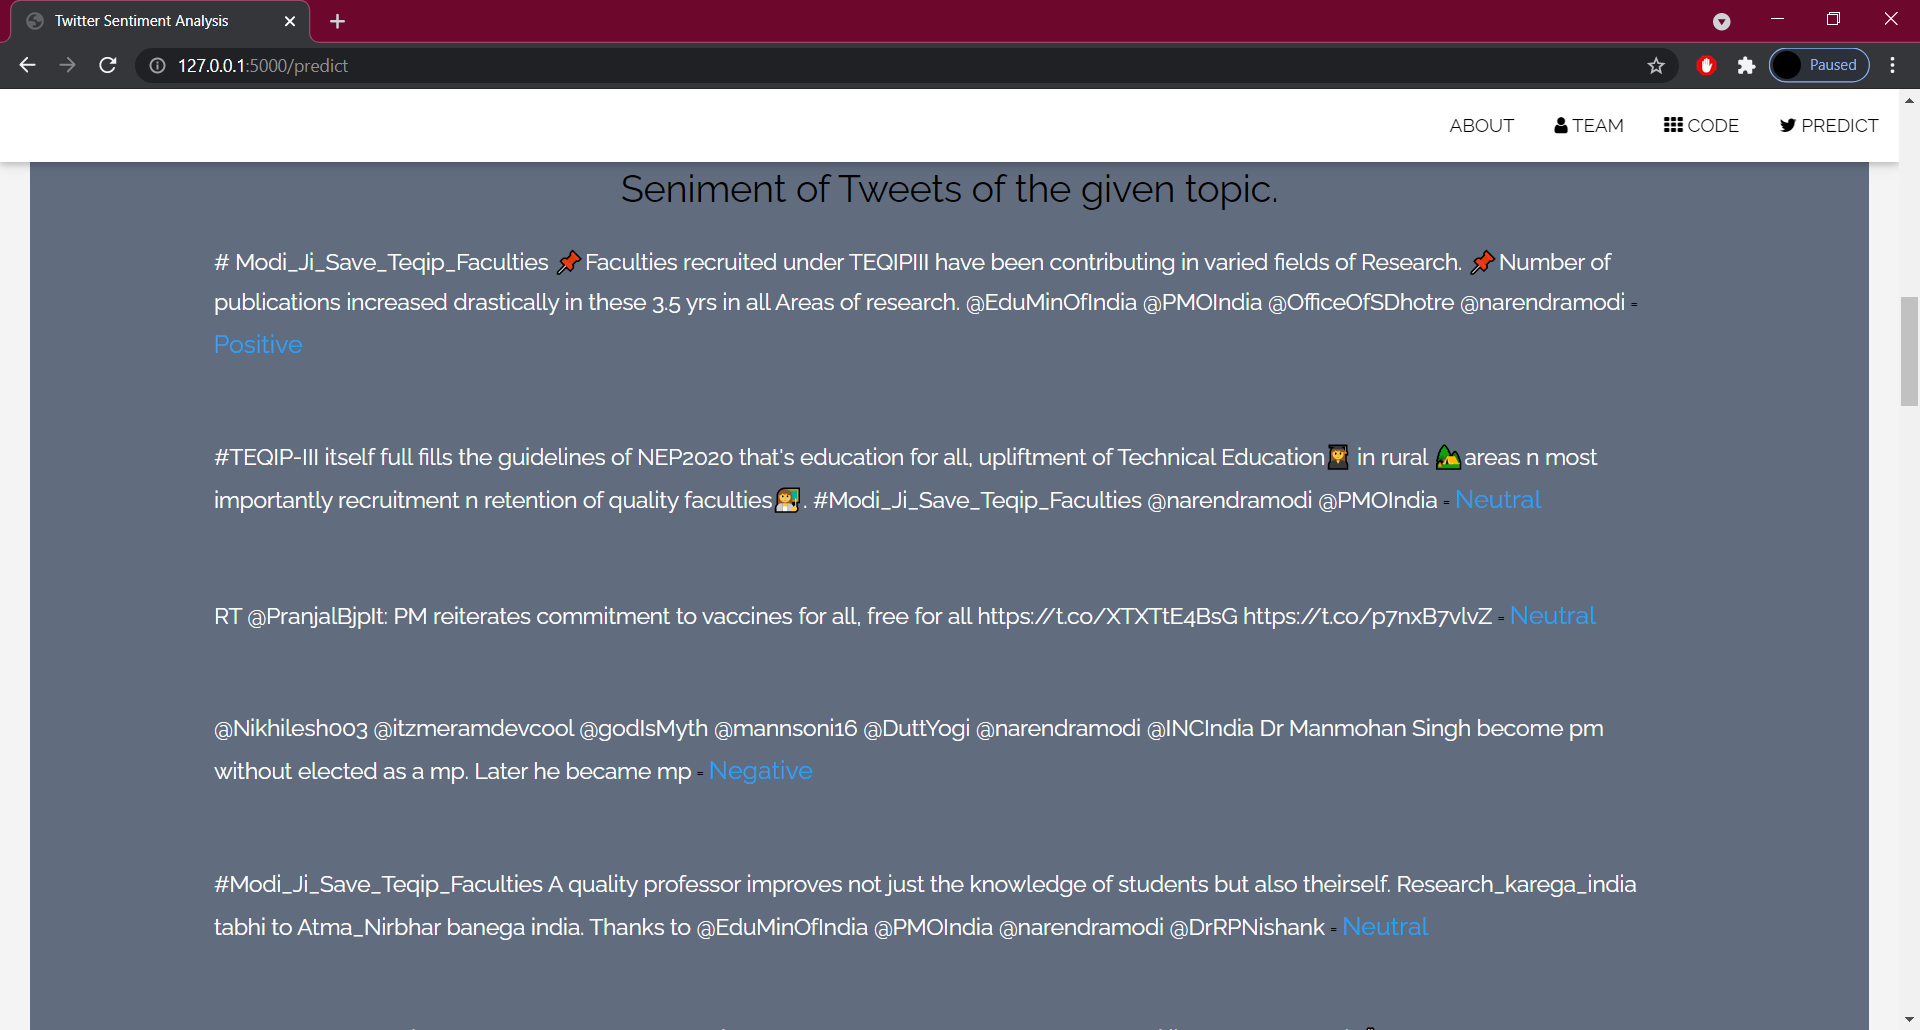 Twitter Sentiment Analysis
127.0.0.1:5000/predict
Paused
ABOUT TEAM CODE PREDICT
Seniment of Tweets of the given topic.
# Modi_Ji_Save_Teqip_Faculties 📌Faculties recruited under TEQIPIII have been contributing in varied fields of Research. 📌Number of
publications increased drastically in these 3.5 yrs in all Areas of research. @EduMinOfIndia @PMOIndia @OfficeOfSDhotre @narendramodi =
Positive
#TEQIP-III itself full fills the guidelines of NEP2020 that's education for all, upliftment of Technical Education👩‍🎓 in rural 🏕areas n most
importantly recruitment n retention of quality faculties👩‍🏫. #Modi_Ji_Save_Teqip_Faculties @narendramodi @PMOIndia = Neutral
RT @PranjalBjpIt: PM reiterates commitment to vaccines for all, free for all https://t.co/XTXTtE4BsG https://t.co/p7nxB7vlvZ = Neutral
@Nikhilesh003 @itzmeramdevcool @godIsMyth @mannsoni16 @DuttYogi @narendramodi @INCIndia Dr Manmohan Singh become pm
without elected as a mp. Later he became mp = Negative
#Modi_Ji_Save_Teqip_Faculties A quality professor improves not just the knowledge of students but also theirself. Research_karega_india
tabhi to Atma_Nirbhar banega india. Thanks to @EduMinOfIndia @PMOIndia @narendramodi @DrRPNishank = Neutral